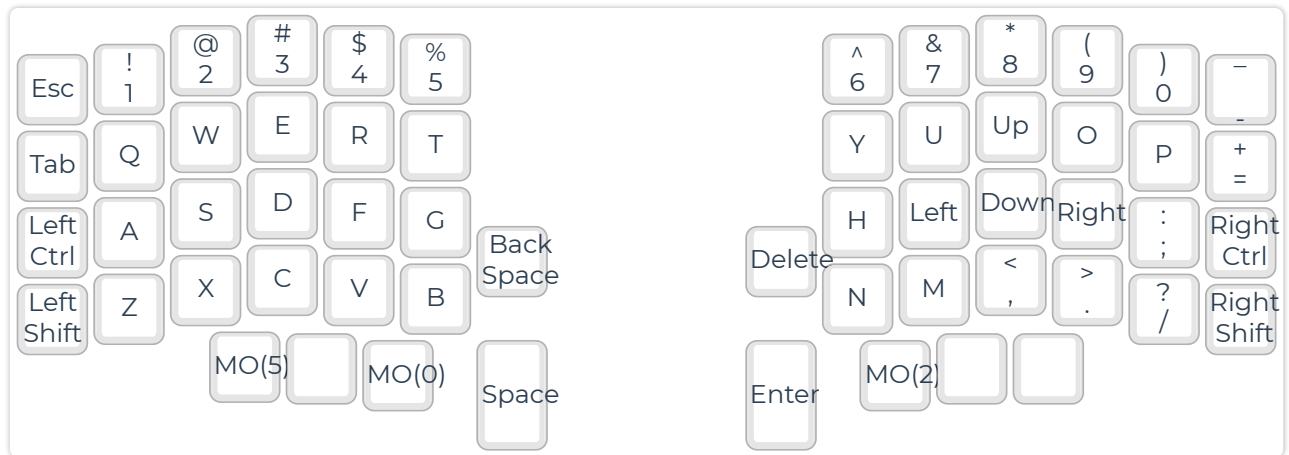 Esc ! 1 @ 2 # 3 $ 4 % 5 ^ 6 & 7 * 8 ( 9 ) 0 _ -
Tab Q W E R T Y U Up O P + =
Left Ctrl A S D F G Back Space Delete H Left Down Right : ; Right Ctrl
Left Shift Z X C V B N M < , > . ? / Right Shift
MO(5) MO(0) Space Enter MO(2)